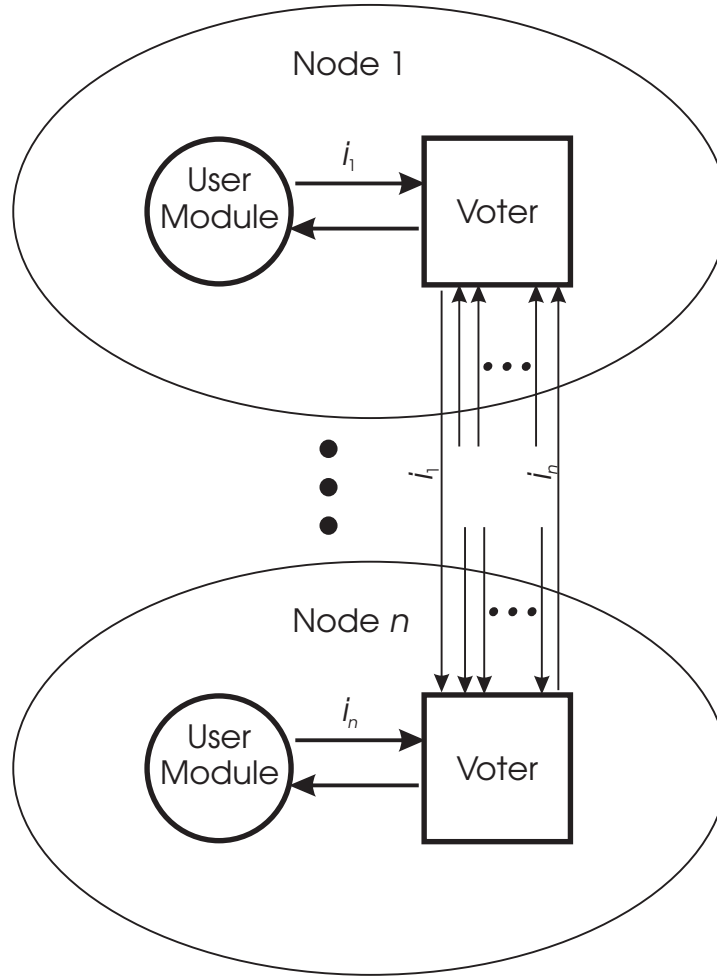 Node 1
User
Module
i₁
Voter
i₁
iₙ
Node n
User
Module
iₙ
Voter